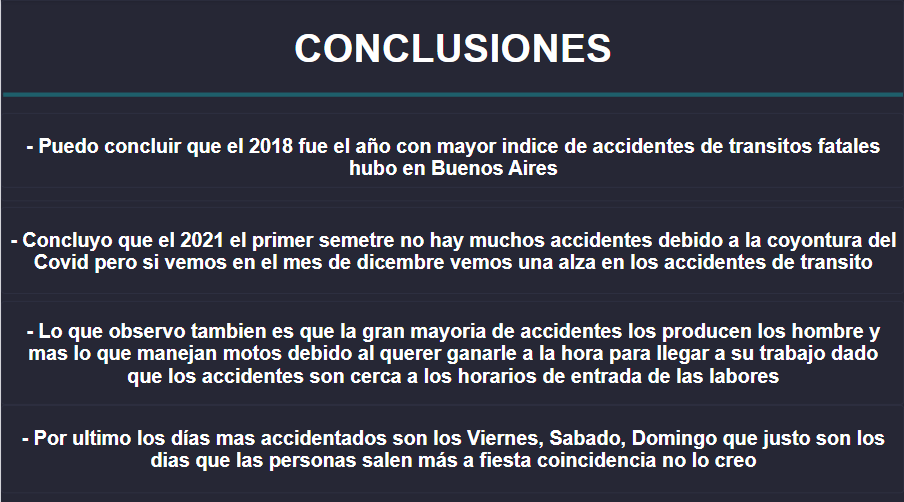 CONCLUSIONES
- Puedo concluir que el 2018 fue el año con mayor indice de accidentes de transitos fatales
hubo en Buenos Aires
- Concluyo que el 2021 el primer semetre no hay muchos accidentes debido a la coyontura del
Covid pero si vemos en el mes de dicembre vemos una alza en los accidentes de transito
- Lo que observo tambien es que la gran mayoria de accidentes los producen los hombre y
mas lo que manejan motos debido al querer ganarle a la hora para llegar a su trabajo dado
que los accidentes son cerca a los horarios de entrada de las labores
- Por ultimo los días mas accidentados son los Viernes, Sabado, Domingo que justo son los
dias que las personas salen más a fiesta coincidencia no lo creo